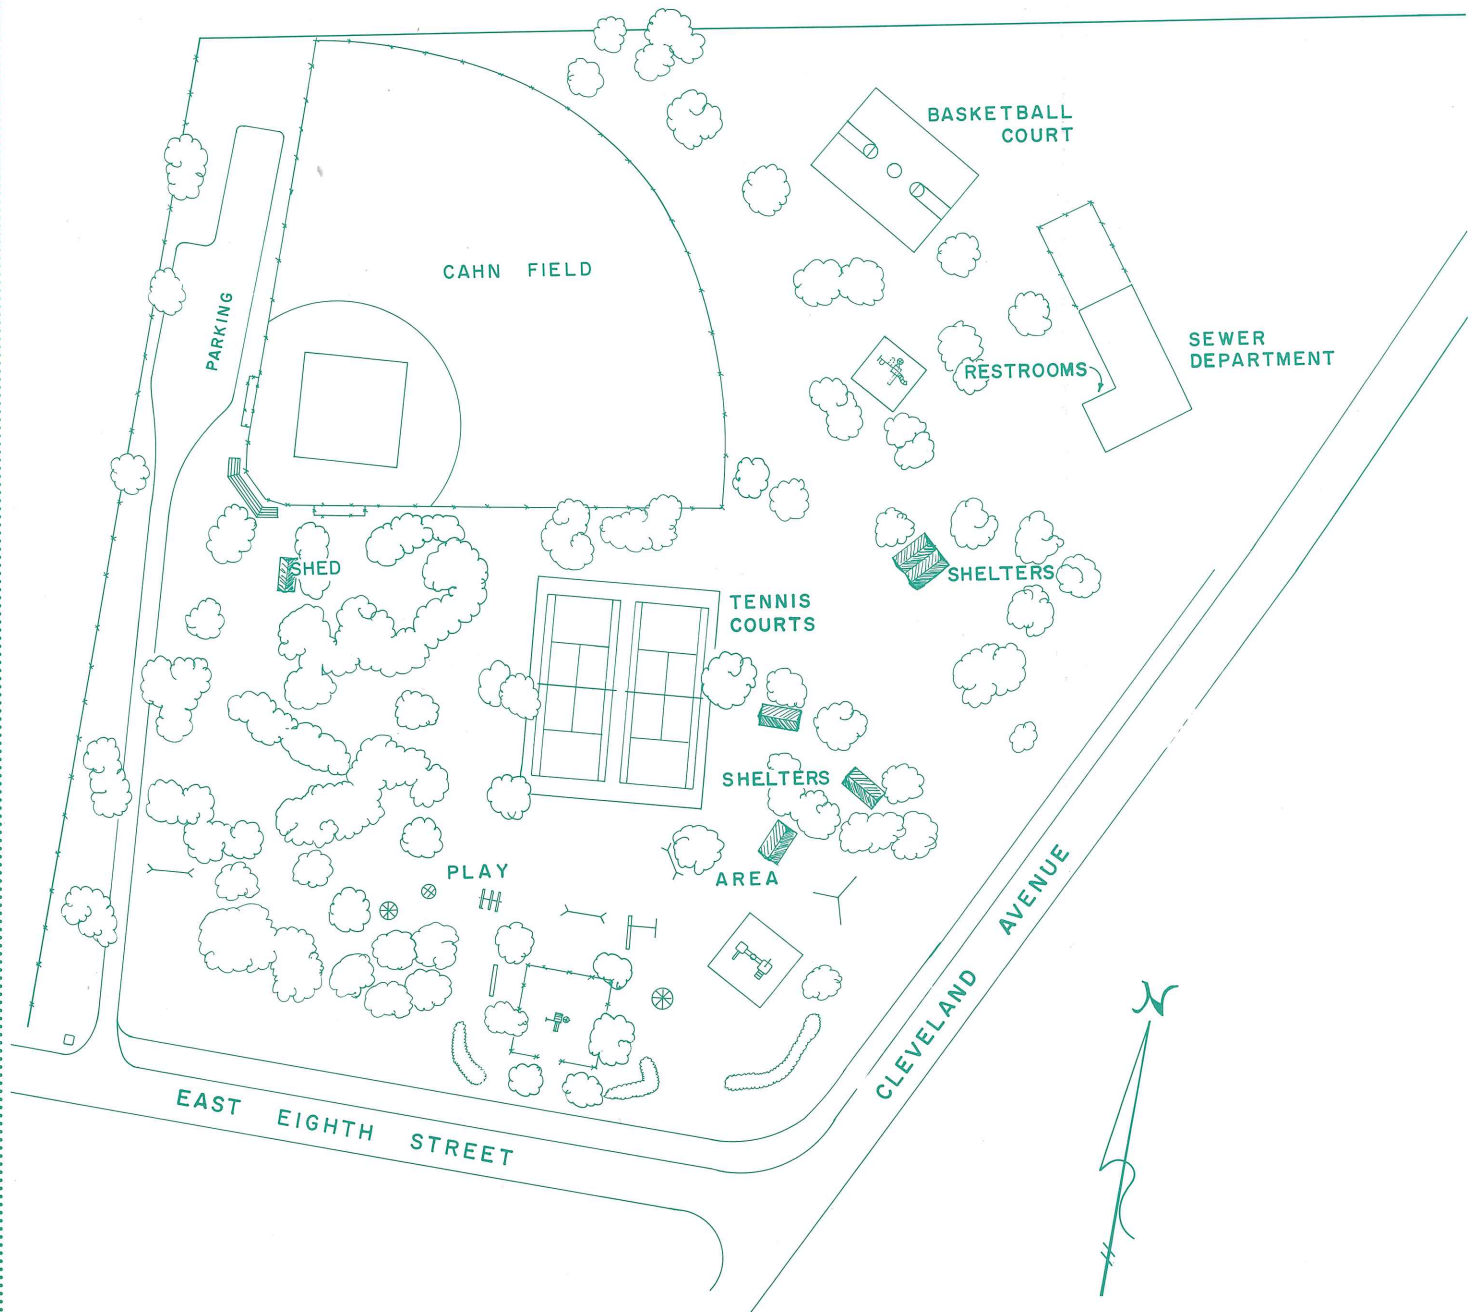 BASKETBALL
COURT
CAHN FIELD
PARKING
SEWER
DEPARTMENT
RESTROOMS
SHED
SHELTERS
TENNIS
COURTS
SHELTERS
PLAY AREA
CLEVELAND AVENUE
EAST EIGHTH STREET
N